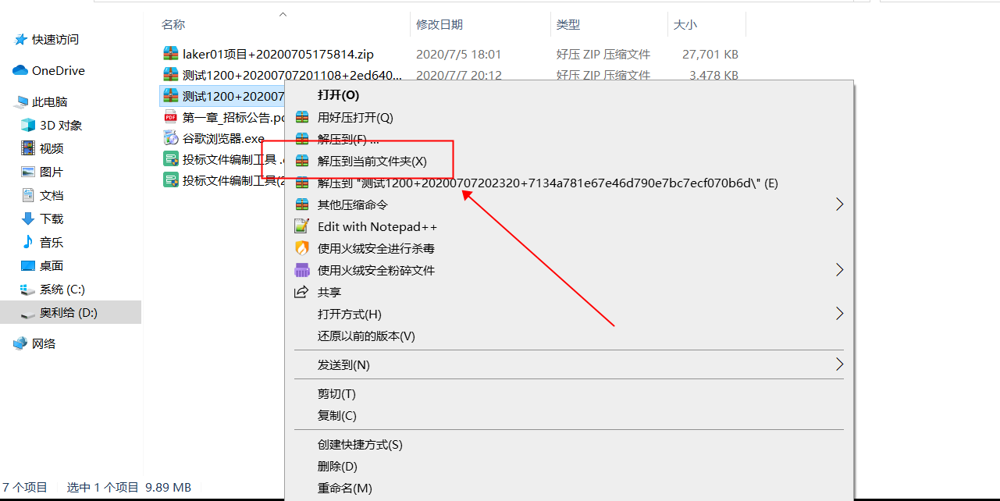 名称 修改日期 类型 大小
快速访问
OneDrive
此电脑
3D 对象
视频
图片
文档
下载
音乐
桌面
系统 (C:)
奥利给 (D:)
网络
laker01项目+20200705175814.zip 2020/7/5 18:01 好压 ZIP 压缩文件 27,701 KB
测试1200+20200707201108+2ed640... 2020/7/7 20:12 好压 ZIP 压缩文件 3,478 KB
测试1200+202007
第一章_招标公告.pd
谷歌浏览器.exe
投标文件编制工具 .
投标文件编制工具(2
打开(O)
用好压打开(Q)
解压到(F) ...
解压到当前文件夹(X)
解压到 "测试1200+20200707202320+7134a781e67e46d790e7bc7ecf070b6d\" (E)
其他压缩命令
Edit with Notepad++
使用火绒安全进行杀毒
使用火绒安全粉碎文件
共享
打开方式(H)
还原以前的版本(V)
发送到(N)
剪切(T)
复制(C)
创建快捷方式(S)
删除(D)
重命名(M)
7 个项目 选中 1 个项目 9.89 MB